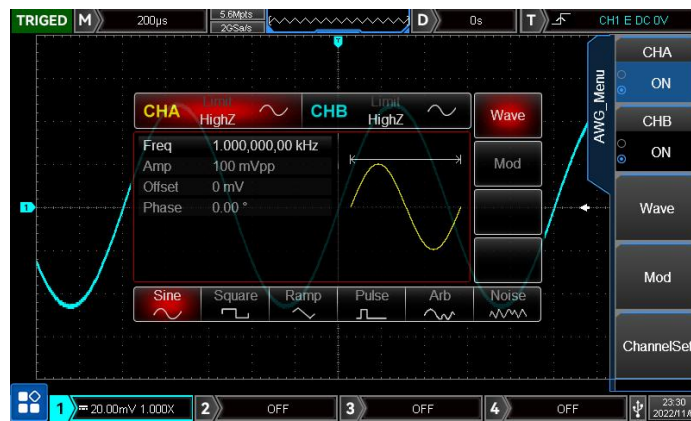 TRIGED M 200μs 5.6Mpts D 0s T CH1 E DC 0V
2GSa/s
T
CHA
ON
CHB
ON
Wave
Mod
ChannelSet
AWG_Menu
CHA Limit HighZ CHB Limit HighZ
Wave
Mod
Freq 1.000,000,00 kHz
Amp 100 mVpp
Offset 0 mV
Phase 0.00 °
Sine Square Ramp Pulse Arb Noise
1
1 20.00mV 1.000X 2 OFF 3 OFF 4 OFF 23:30